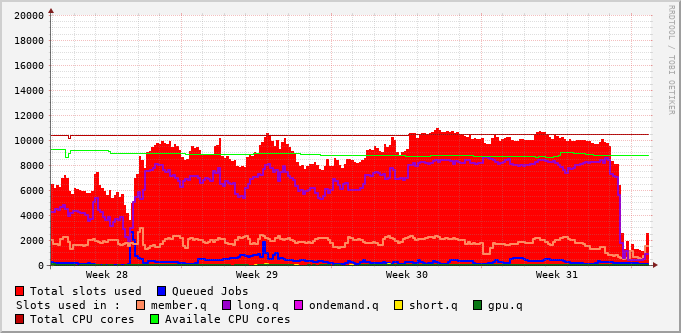 20000
18000
16000
14000
12000
10000
8000
6000
4000
2000
0
Week 28 Week 29 Week 30 Week 31
RRDTOOL / TOBI OETIKER
Total slots used Queued Jobs
Slots used in : member.q long.q ondemand.q short.q gpu.q
Total CPU cores Availale CPU cores